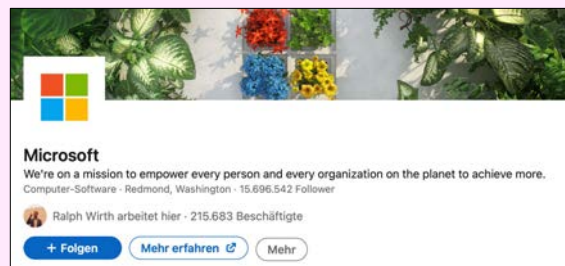 Microsoft
We're on a mission to empower every person and every organization on the planet to achieve more.
Computer-Software · Redmond, Washington · 15.696.542 Follower
Ralph Wirth arbeitet hier · 215.683 Beschäftigte
+ Folgen Mehr erfahren Mehr